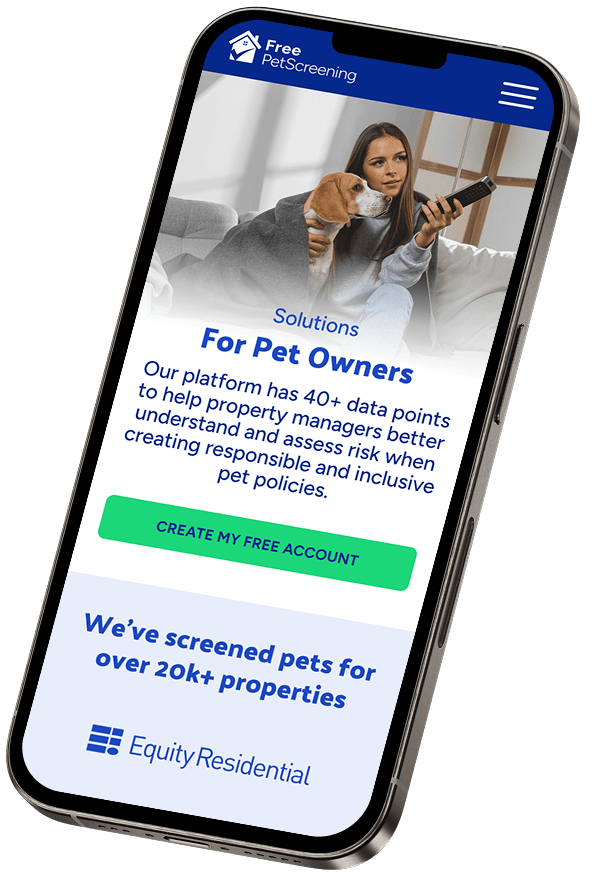 Free
PetScreening
Solutions
For Pet Owners
Our platform has 40+ data points
to help property managers better
understand and assess risk when
creating responsible and inclusive
pet policies.
CREATE MY FREE ACCOUNT
We’ve screened pets for
over 20k+ properties
EquityResidential